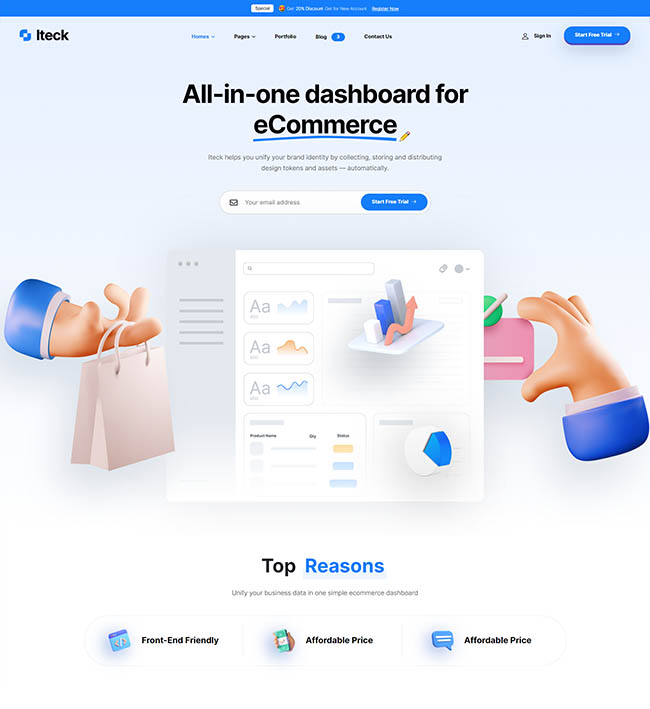 Special Get 20% Discount Get for New Account Register Now
Iteck
Homes Pages Portfolio Blog 3 Contact Us Sign In Start Free Trial
All-in-one dashboard for
eCommerce
Iteck helps you unify your brand identity by collecting, storing and distributing
design tokens and assets — automatically.
Your email address Start Free Trial
Aa
Aa
Aa
Product Name Qty Status
Top Reasons
Unify your business data in one simple ecommerce dashboard
Front-End Friendly Affordable Price Affordable Price